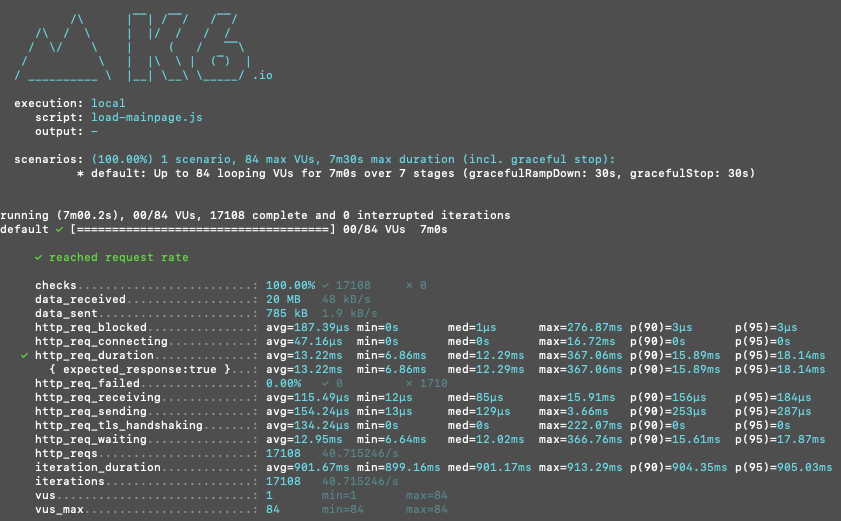 K6 .io
execution: local
script: load-mainpage.js
output: -
scenarios: (100.00%) 1 scenario, 84 max VUs, 7m30s max duration (incl. graceful stop):
* default: Up to 84 looping VUs for 7m0s over 7 stages (gracefulRampDown: 30s, gracefulStop: 30s)
running (7m00.2s), 00/84 VUs, 17108 complete and 0 interrupted iterations
default ✓ [====================================] 00/84 VUs  7m0s
✓ reached request rate
checks.........................: 100.00% ✓ 17108     ✗ 0
data_received..................: 20 MB   48 kB/s
data_sent......................: 785 kB  1.9 kB/s
http_req_blocked...............: avg=187.39µs min=0s       med=1µs      max=276.87ms p(90)=3µs      p(95)=3µs
http_req_connecting............: avg=47.16µs  min=0s       med=0s       max=16.72ms  p(90)=0s       p(95)=0s
✓ http_req_duration..............: avg=13.22ms  min=6.86ms   med=12.29ms  max=367.06ms p(90)=15.89ms  p(95)=18.14ms
{ expected_response:true }...: avg=13.22ms  min=6.86ms   med=12.29ms  max=367.06ms p(90)=15.89ms  p(95)=18.14ms
http_req_failed................: 0.00%   ✓ 0         ✗ 1710
http_req_receiving.............: avg=115.49µs min=12µs     med=85µs     max=15.91ms  p(90)=156µs    p(95)=184µs
http_req_sending...............: avg=154.24µs min=13µs     med=129µs    max=3.66ms   p(90)=253µs    p(95)=287µs
http_req_tls_handshaking.......: avg=134.24µs min=0s       med=0s       max=222.07ms p(90)=0s       p(95)=0s
http_req_waiting...............: avg=12.95ms  min=6.64ms   med=12.02ms  max=366.76ms p(90)=15.61ms  p(95)=17.87ms
http_reqs......................: 17108   40.715246/s
iteration_duration.............: avg=901.67ms min=899.16ms med=901.17ms max=913.29ms p(90)=904.35ms p(95)=905.03ms
iterations.....................: 17108   40.715246/s
vus............................: 1       min=1       max=84
vus_max........................: 84      min=84      max=84